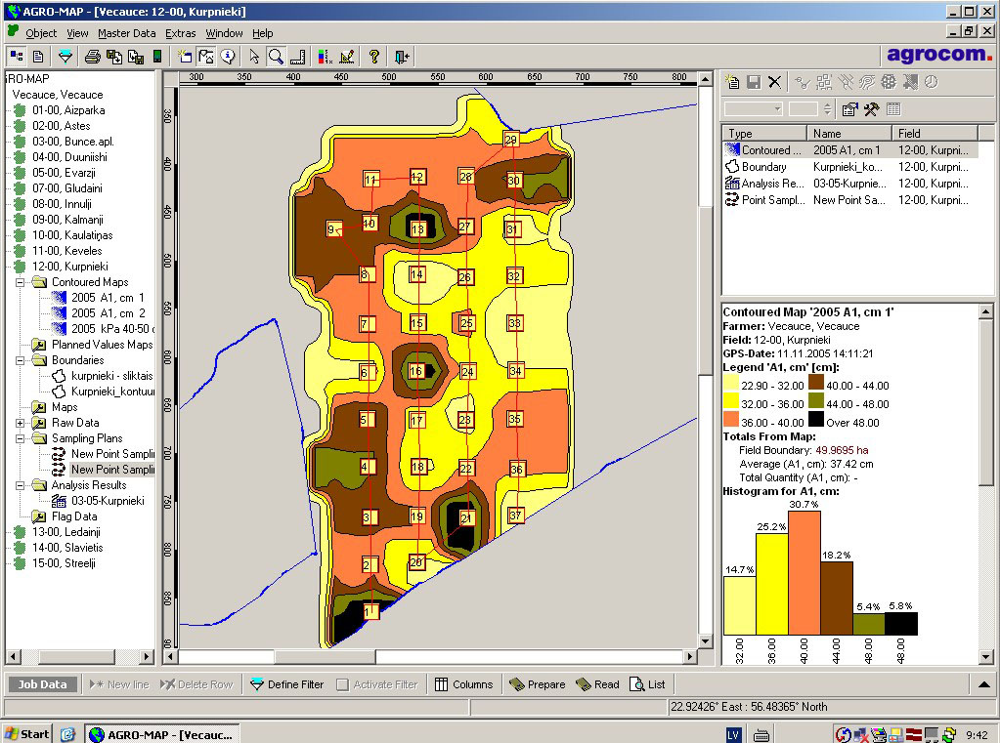 AGRO-MAP - [Vecauce: 12-00, Kurpnieki]
Object View Master Data Extras Window Help
agrocom.
RO-MAP
Vecauce, Vecauce
01-00, Aizparka
02-00, Astes
03-00, Bunce.apl.
04-00, Duuniishi
05-00, Evarzji
07-00, Gludaini
08-00, Innulji
09-00, Kalmanji
10-00, Kaulatiņas
11-00, Keveles
12-00, Kurpnieki
Contoured Maps
2005 A1, cm 1
2005 A1, cm 2
2005 kPa 40-50 c
Planned Values Maps
Boundaries
kurpnieki - sliktais
Kurpnieki_kontuur
Maps
Raw Data
Sampling Plans
New Point Sampli
New Point Sampli
Analysis Results
03-05-Kurpnieki
Flag Data
13-00, Ledainji
14-00, Slavietis
15-00, Streelji
300 350 400 450 500 550 600 650 700 750 800
350
400
450
500
550
600
650
700
750
800
850
90
29
11 12 28 30
9 10 13 27 31
8 14 26 32
7 15 25 33
6 16 24 34
5 17 23 35
4 18 22 36
3 19 21 37
2 20
1
Type Name Field
Contoured ... 2005 A1, cm 1 12-00, Kurpni...
Boundary Kurpnieki_ko... 12-00, Kurpni...
Analysis Re... 03-05-Kurpnie... 12-00, Kurpni...
Point Sampl... New Point Sa... 12-00, Kurpni...
Contoured Map '2005 A1, cm 1'
Farmer: Vecauce, Vecauce
Field: 12-00, Kurpnieki
GPS-Date: 11.11.2005 14:11:21
Legend 'A1, cm' [cm]:
22.90 - 32.00 40.00 - 44.00
32.00 - 36.00 44.00 - 48.00
36.00 - 40.00 Over 48.00
Totals From Map:
Field Boundary: 49.9695 ha
Average (A1, cm): 37.42 cm
Total Quantity (A1, cm): -
Histogram for A1, cm:
14.7% 25.2% 30.7% 18.2% 5.4% 5.8%
32.00 36.00 40.00 44.00 48.00 48.00
Job Data New line Delete Row Define Filter Activate Filter Columns Prepare Read List
22.92426° East : 56.48365° North
Start AGRO-MAP - [Vecauc... LV 9:42